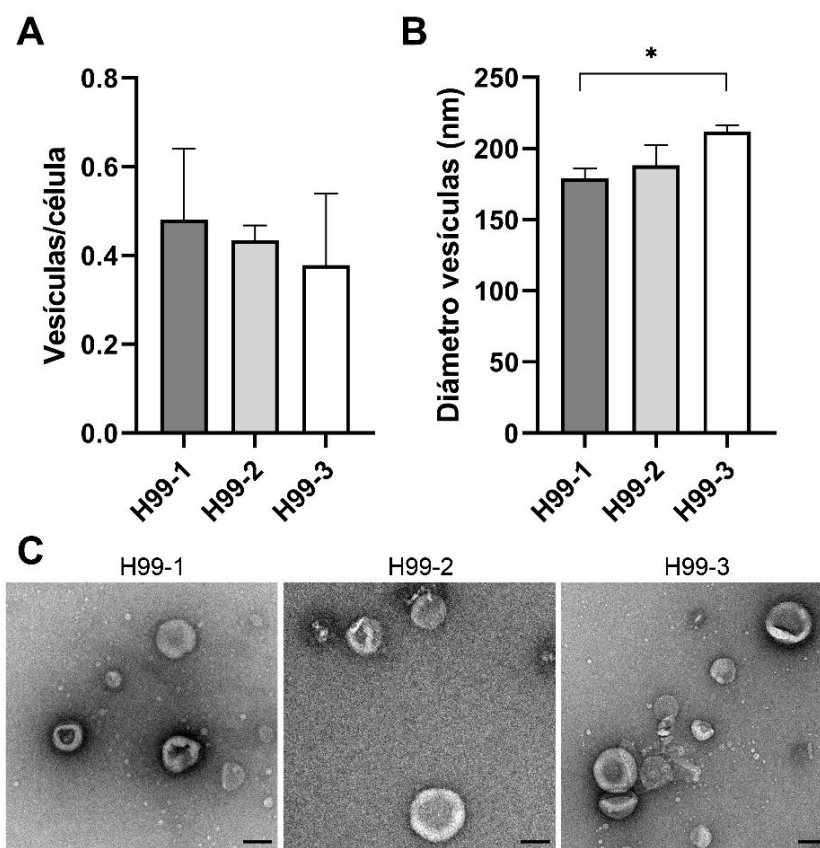 A
Vesículas/célula
0.8
0.6
0.4
0.2
0.0
H99-1
H99-2
H99-3
B
*
Diámetro vesículas (nm)
250
200
150
100
50
0
H99-1
H99-2
H99-3
C
H99-1
H99-2
H99-3